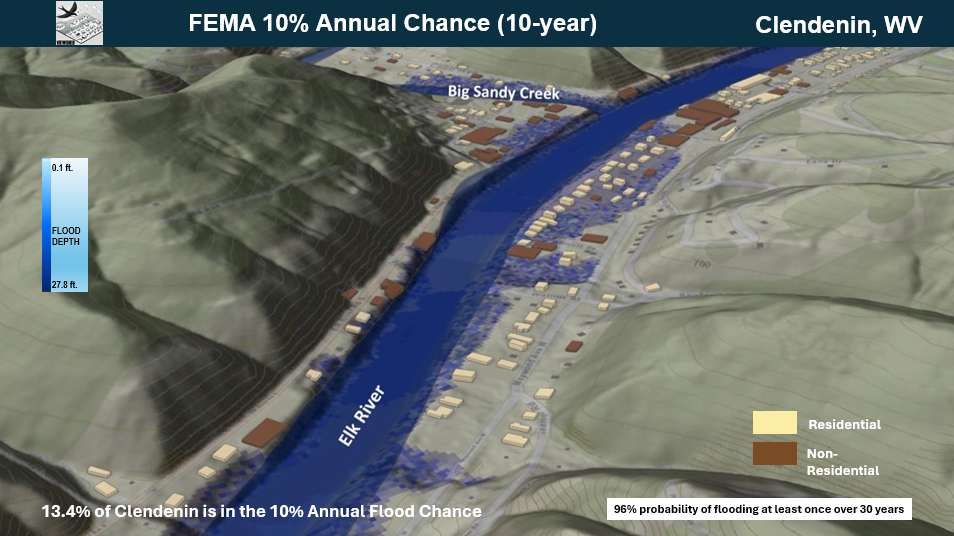 FEMA 10% Annual Chance (10-year)
Clendenin, WV
Big Sandy Creek
0.1 ft.
FLOOD
DEPTH
27.8 ft.
700
Elk River
Residential
Non-
Residential
13.4% of Clendenin is in the 10% Annual Flood Chance
96% probability of flooding at least once over 30 years